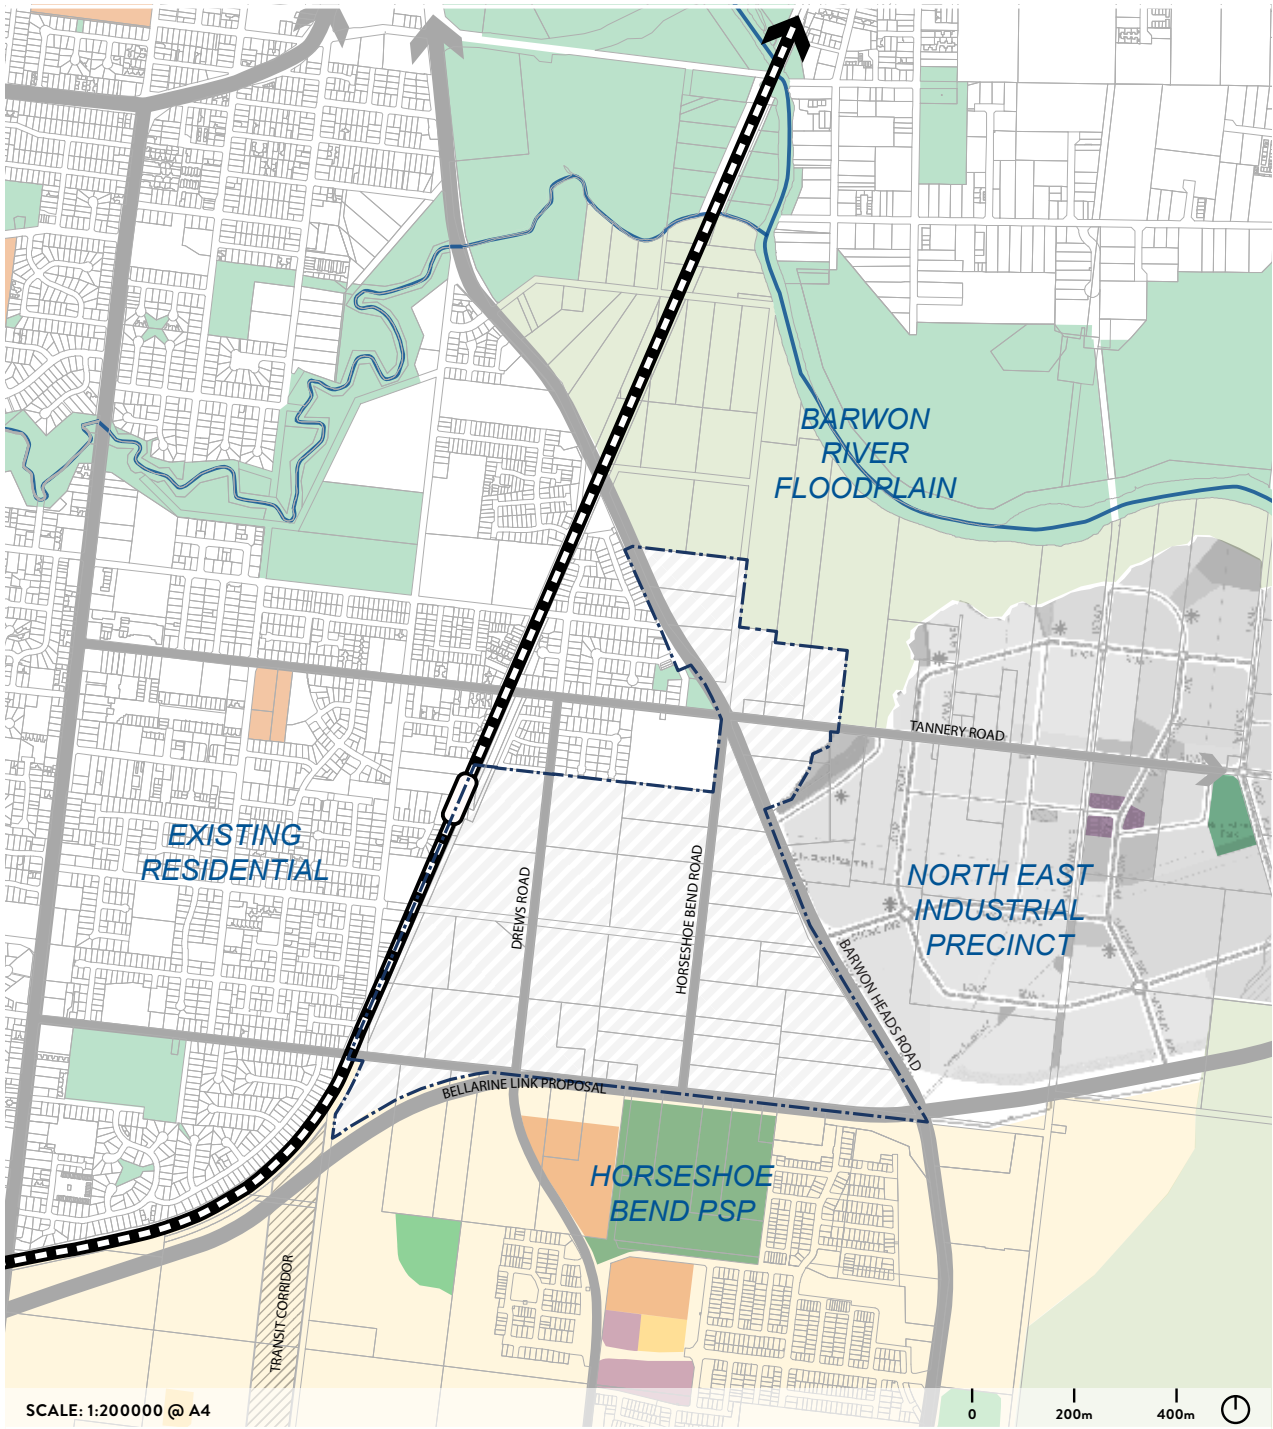 BARWON
RIVER
FLOODPLAIN
TANNERY ROAD
EXISTING
RESIDENTIAL
DREWS ROAD
HORSESHOE BEND ROAD
NORTH EAST
INDUSTRIAL
PRECINCT
BARWON HEADS ROAD
BELLARINE LINK PROPOSAL
HORSESHOE
BEND PSP
TRANSIT CORRIDOR
SCALE: 1:200000 @ A4
0 200m 400m